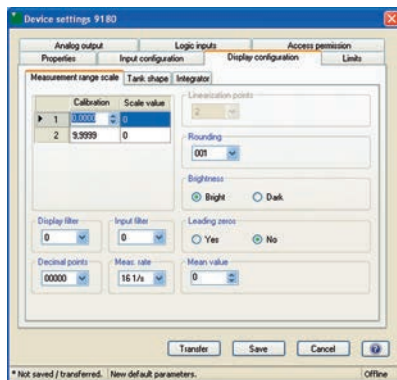 Device settings 9180
Analog output Logic inputs Access permission
Properties Input configuration Display configuration Limits
Measurement range scale Tank shape Integrator
Calibration Scale value
1 0.0000 0
2 9.9999 0
Linearization points
2
Rounding
001
Brightness
Bright Dark
Display filter Input filter Leading zeros
0 0 Yes No
Decimal points Meas. rate Mean value
00000 16 1/s 0
Transfer Save Cancel
* Not saved / transferred. New default parameters. Offline